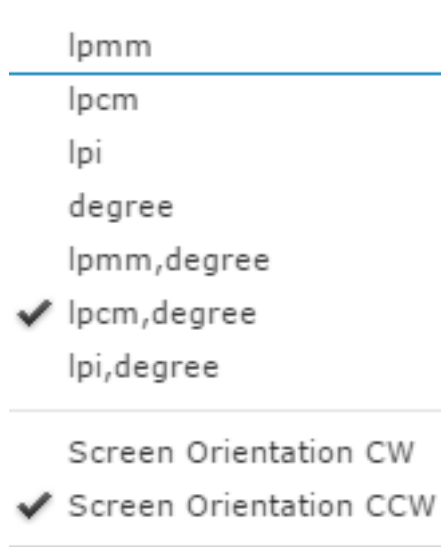 lpmm
lpcm
lpi
degree
lpmm,degree
lpcm,degree
lpi,degree
Screen Orientation CW
Screen Orientation CCW